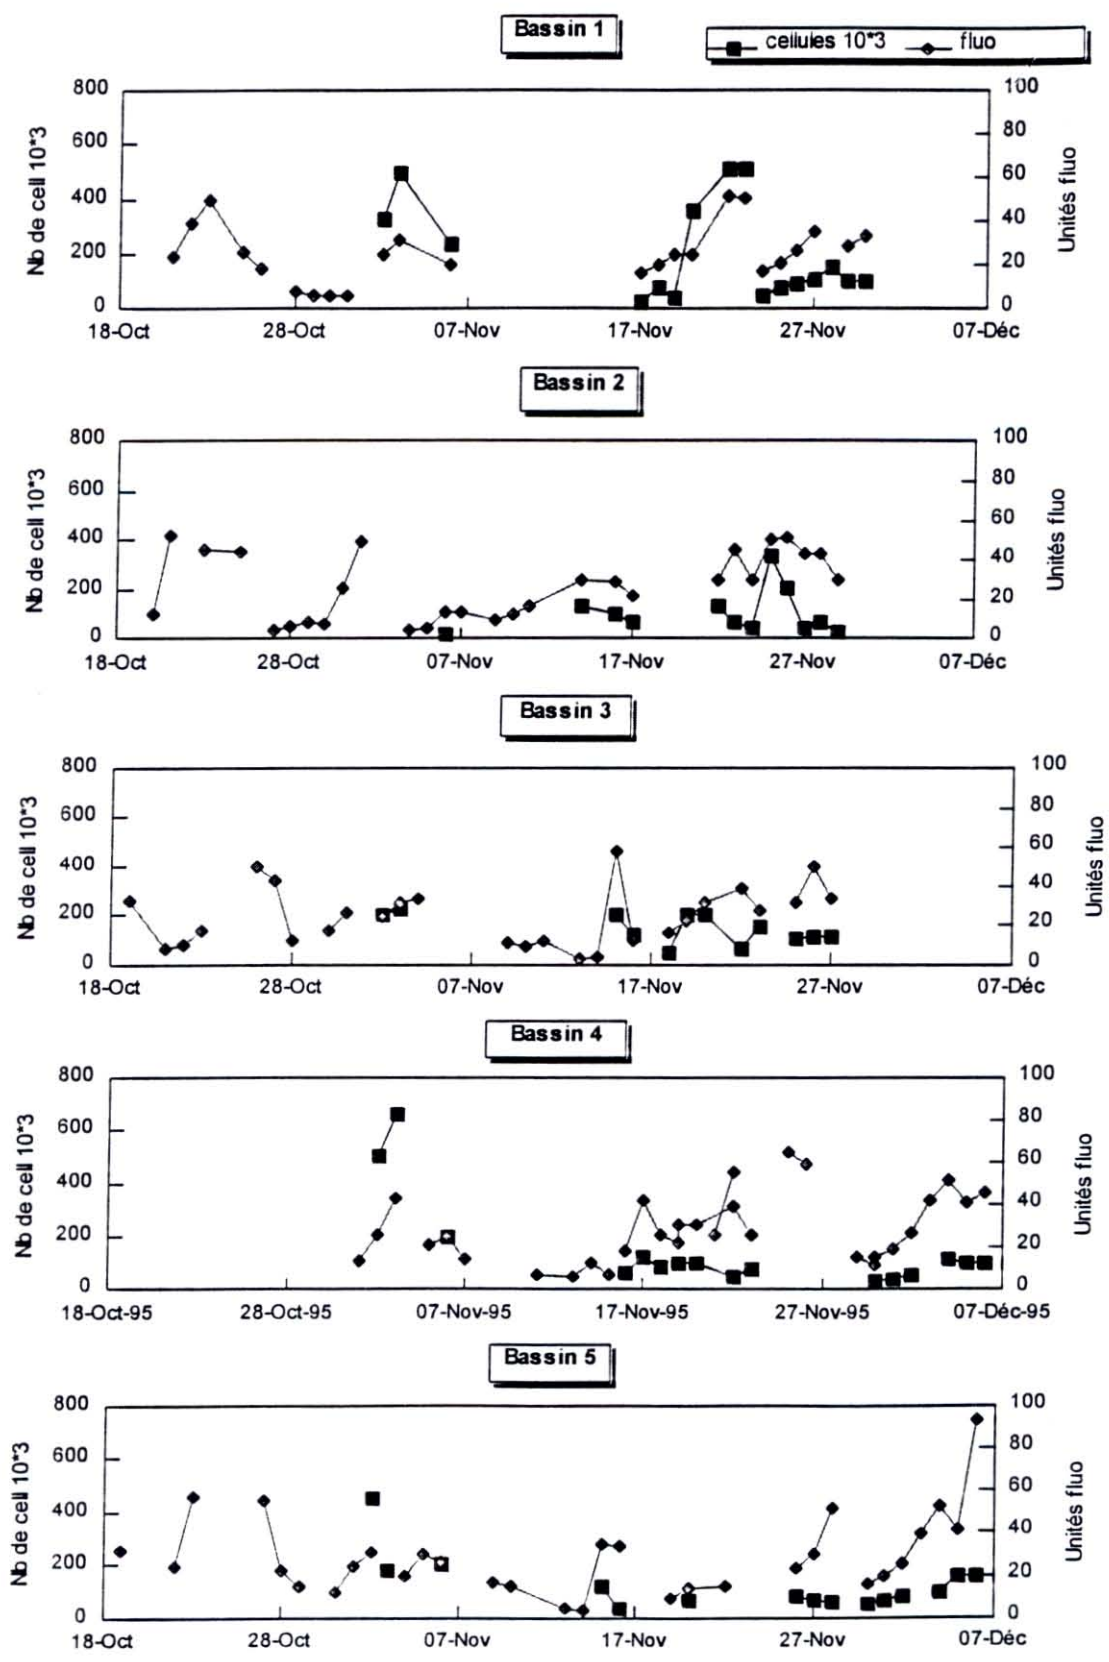 Bassin 1
cellules 10*3 fluo
Nb de cell 10*3
800
600
400
200
0
100
80
60
40
20
0
Unités fluo
18-Oct 28-Oct 07-Nov 17-Nov 27-Nov 07-Déc
Bassin 2
Nb de cell 10*3
800
600
400
200
0
100
80
60
40
20
0
Unités fluo
18-Oct 28-Oct 07-Nov 17-Nov 27-Nov 07-Déc
Bassin 3
Nb de cell 10*3
800
600
400
200
0
100
80
60
40
20
0
Unités fluo
18-Oct 28-Oct 07-Nov 17-Nov 27-Nov 07-Déc
Bassin 4
Nb de cell 10*3
800
600
400
200
0
100
80
60
40
20
0
Unités fluo
18-Oct-95 28-Oct-95 07-Nov-95 17-Nov-95 27-Nov-95 07-Déc-95
Bassin 5
Nb de cell 10*3
800
600
400
200
0
100
80
60
40
20
0
Unités fluo
18-Oct 28-Oct 07-Nov 17-Nov 27-Nov 07-Déc